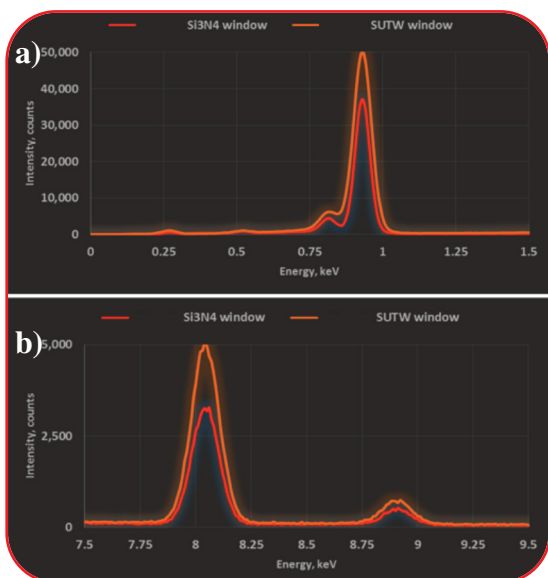 Si3N4 window SUTW window
a)
50,000
40,000
30,000
20,000
10,000
0
Intensity, counts
0 0.25 0.5 0.75 1 1.25 1.5
Energy, keV
Si3N4 window SUTW window
b)
5,000
2,500
0
Intensity, counts
7.5 7.75 8 8.25 8.5 8.75 9 9.25 9.5
Energy, keV